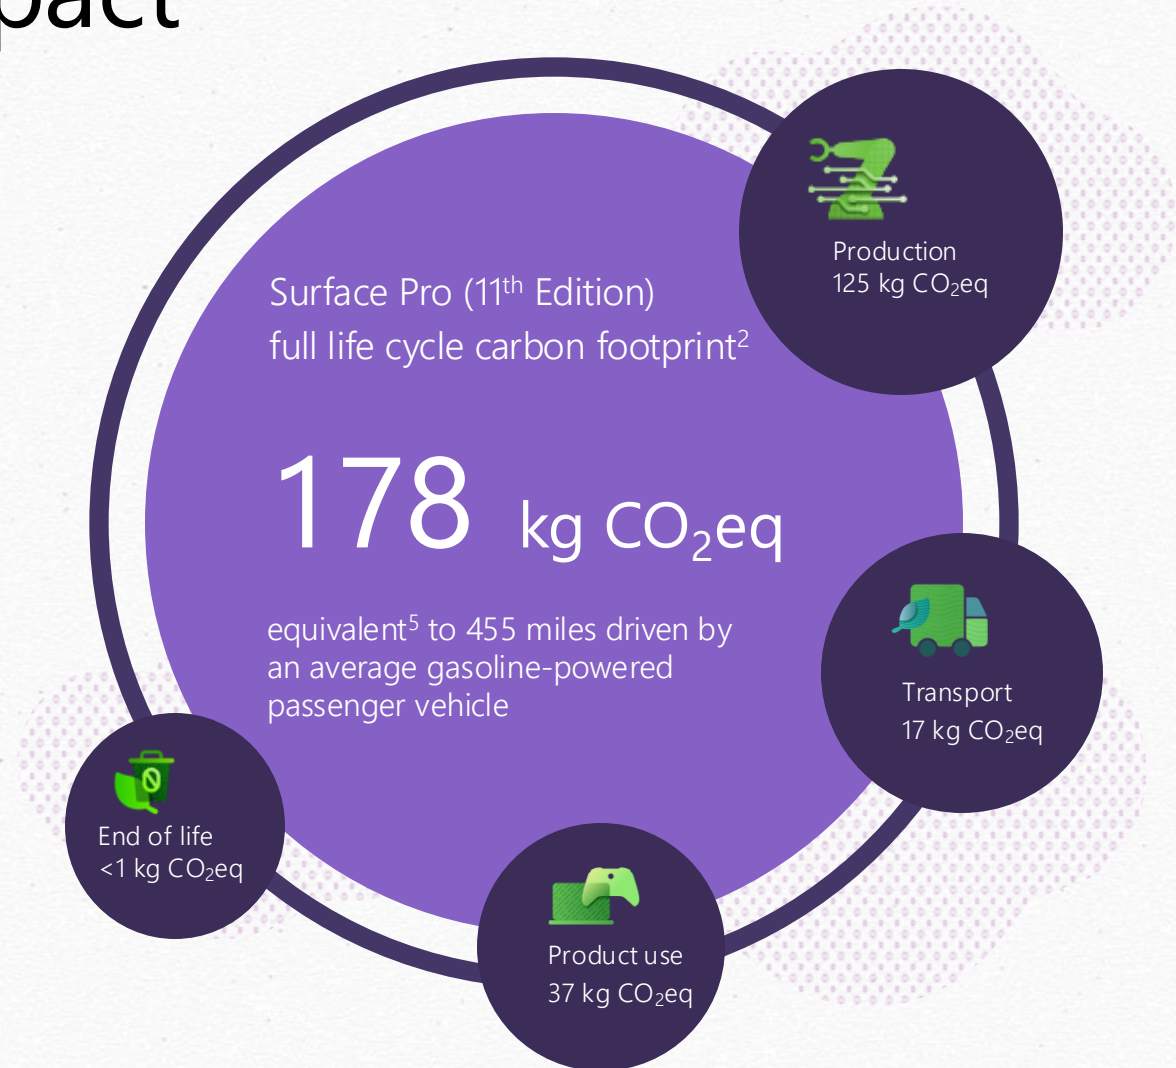 Surface Pro (11th Edition)
full life cycle carbon footprint²
178 kg CO₂eq
equivalent⁵ to 455 miles driven by
an average gasoline-powered
passenger vehicle
Production
125 kg CO₂eq
Transport
17 kg CO₂eq
Product use
37 kg CO₂eq
End of life
<1 kg CO₂eq